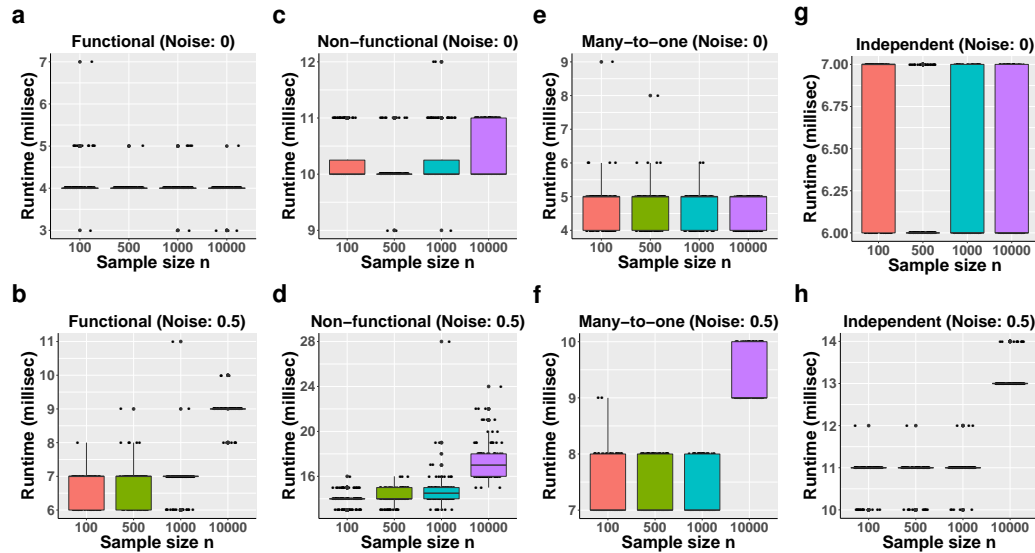 a
Functional (Noise: 0)
Runtime (millisec)
7
6
5
4
3
100 500 1000 10000
Sample size n
c
Non−functional (Noise: 0)
Runtime (millisec)
12
11
10
9
100 500 1000 10000
Sample size n
e
Many−to−one (Noise: 0)
Runtime (millisec)
9
8
7
6
5
4
100 500 1000 10000
Sample size n
g
Independent (Noise: 0)
Runtime (millisec)
7.00
6.75
6.50
6.25
6.00
100 500 1000 10000
Sample size n
b
Functional (Noise: 0.5)
Runtime (millisec)
11
10
9
8
7
6
100 500 1000 10000
Sample size n
d
Non−functional (Noise: 0.5)
Runtime (millisec)
28
24
20
16
100 500 1000 10000
Sample size n
f
Many−to−one (Noise: 0.5)
Runtime (millisec)
10
9
8
7
100 500 1000 10000
Sample size n
h
Independent (Noise: 0.5)
Runtime (millisec)
14
13
12
11
10
100 500 1000 10000
Sample size n